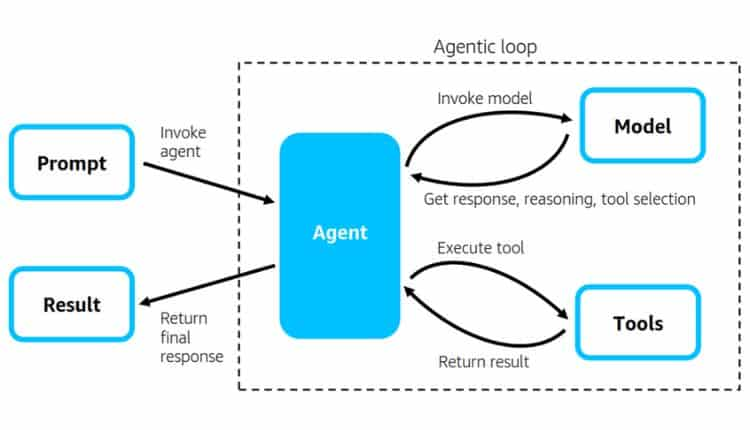 Agentic loop
Invoke model
Model
Invoke
agent
Prompt
Get response, reasoning, tool selection
Agent
Execute tool
Result
Tools
Return
final
response
Return result